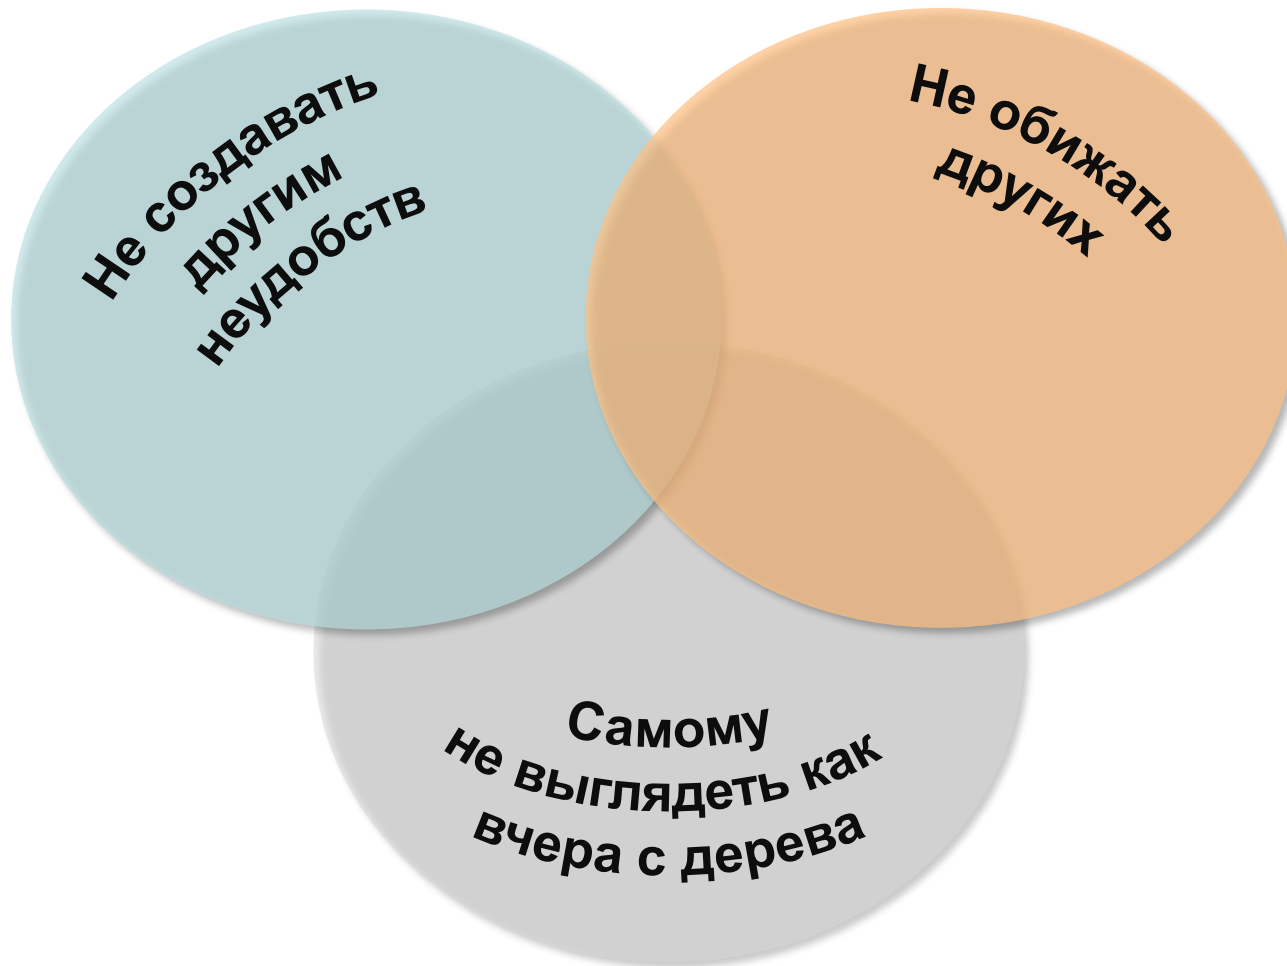 Не создавать
другим
неудобств
Не обижать
других
Самому
не выглядеть как
вчера с дерева